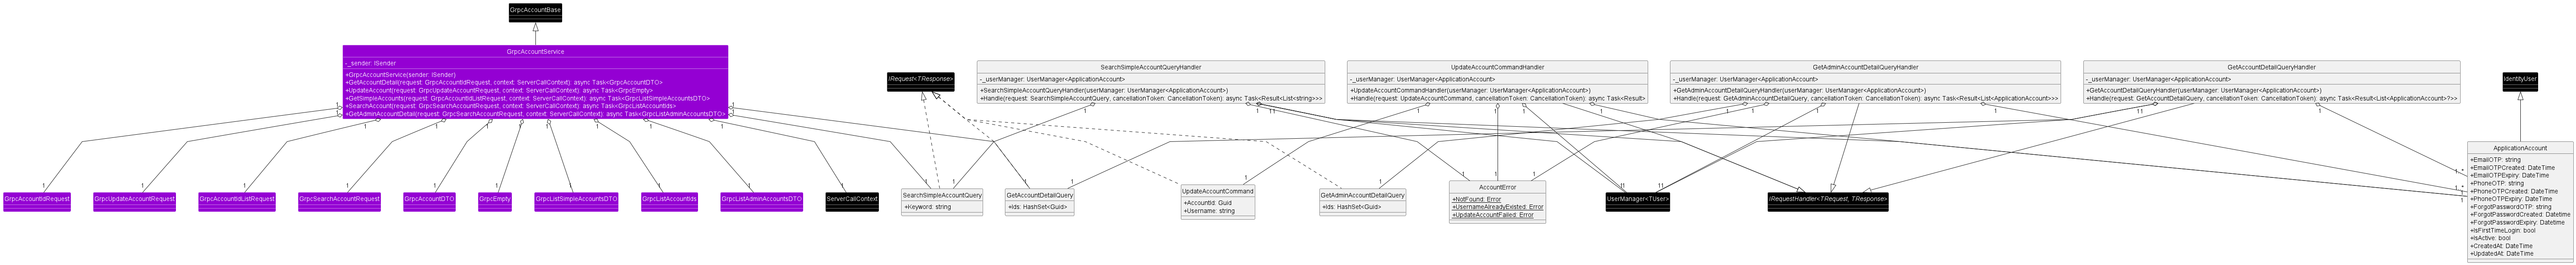 GrpcAccountBase
GrpcAccountService
-_sender: ISender
+GrpcAccountService(sender: ISender)
+GetAccountDetail(request: GrpcAccountIdRequest, context: ServerCallContext): async Task<GrpcAccountDTO>
+UpdateAccount(request: GrpcUpdateAccountRequest, context: ServerCallContext): async Task<GrpcEmpty>
+GetSimpleAccounts(request: GrpcAccountIdListRequest, context: ServerCallContext): async Task<GrpcListSimpleAccountsDTO>
+SearchAccount(request: GrpcSearchAccountRequest, context: ServerCallContext): async Task<GrpcListAccountIds>
+GetAdminAccountDetail(request: GrpcSearchAccountRequest, context: ServerCallContext): async Task<GrpcListAdminAccountsDTO>
IRequest<TResponse>
SearchSimpleAccountQueryHandler
-_userManager: UserManager<ApplicationAccount>
+SearchSimpleAccountQueryHandler(userManager: UserManager<ApplicationAccount>)
+Handle(request: SearchSimpleAccountQuery, cancellationToken: CancellationToken): async Task<Result<List<string>>>
UpdateAccountCommandHandler
-_userManager: UserManager<ApplicationAccount>
+UpdateAccountCommandHandler(userManager: UserManager<ApplicationAccount>)
+Handle(request: UpdateAccountCommand, cancellationToken: CancellationToken): async Task<Result>
GetAdminAccountDetailQueryHandler
-_userManager: UserManager<ApplicationAccount>
+GetAdminAccountDetailQueryHandler(userManager: UserManager<ApplicationAccount>)
+Handle(request: GetAdminAccountDetailQuery, cancellationToken: CancellationToken): async Task<Result<List<ApplicationAccount>>>
GetAccountDetailQueryHandler
-_userManager: UserManager<ApplicationAccount>
+GetAccountDetailQueryHandler(userManager: UserManager<ApplicationAccount>)
+Handle(request: GetAccountDetailQuery, cancellationToken: CancellationToken): async Task<Result<List<ApplicationAccount>?>>
IdentityUser
GrpcAccountIdRequest
GrpcUpdateAccountRequest
GrpcAccountIdListRequest
GrpcSearchAccountRequest
GrpcAccountDTO
GrpcEmpty
GrpcListSimpleAccountsDTO
GrpcListAccountIds
GrpcListAdminAccountsDTO
ServerCallContext
SearchSimpleAccountQuery
+Keyword: string
GetAccountDetailQuery
+Ids: HashSet<Guid>
UpdateAccountCommand
+AccountId: Guid
+Username: string
GetAdminAccountDetailQuery
+Ids: HashSet<Guid>
AccountError
+NotFound: Error
+UsernameAlreadyExisted: Error
+UpdateAccountFailed: Error
UserManager<TUser>
IRequestHandler<TRequest, TResponse>
ApplicationAccount
+EmailOTP: string
+EmailOTPCreated: DateTime
+EmailOTPExpiry: DateTime
+PhoneOTP: string
+PhoneOTPCreated: DateTime
+PhoneOTPExpiry: DateTime
+ForgotPasswordOTP: string
+ForgotPasswordCreated: Datetime
+ForgotPasswordExpiry: Datetime
+IsFirstTimeLogin: bool
+IsActive: bool
+CreatedAt: DateTime
+UpdatedAt: DateTime